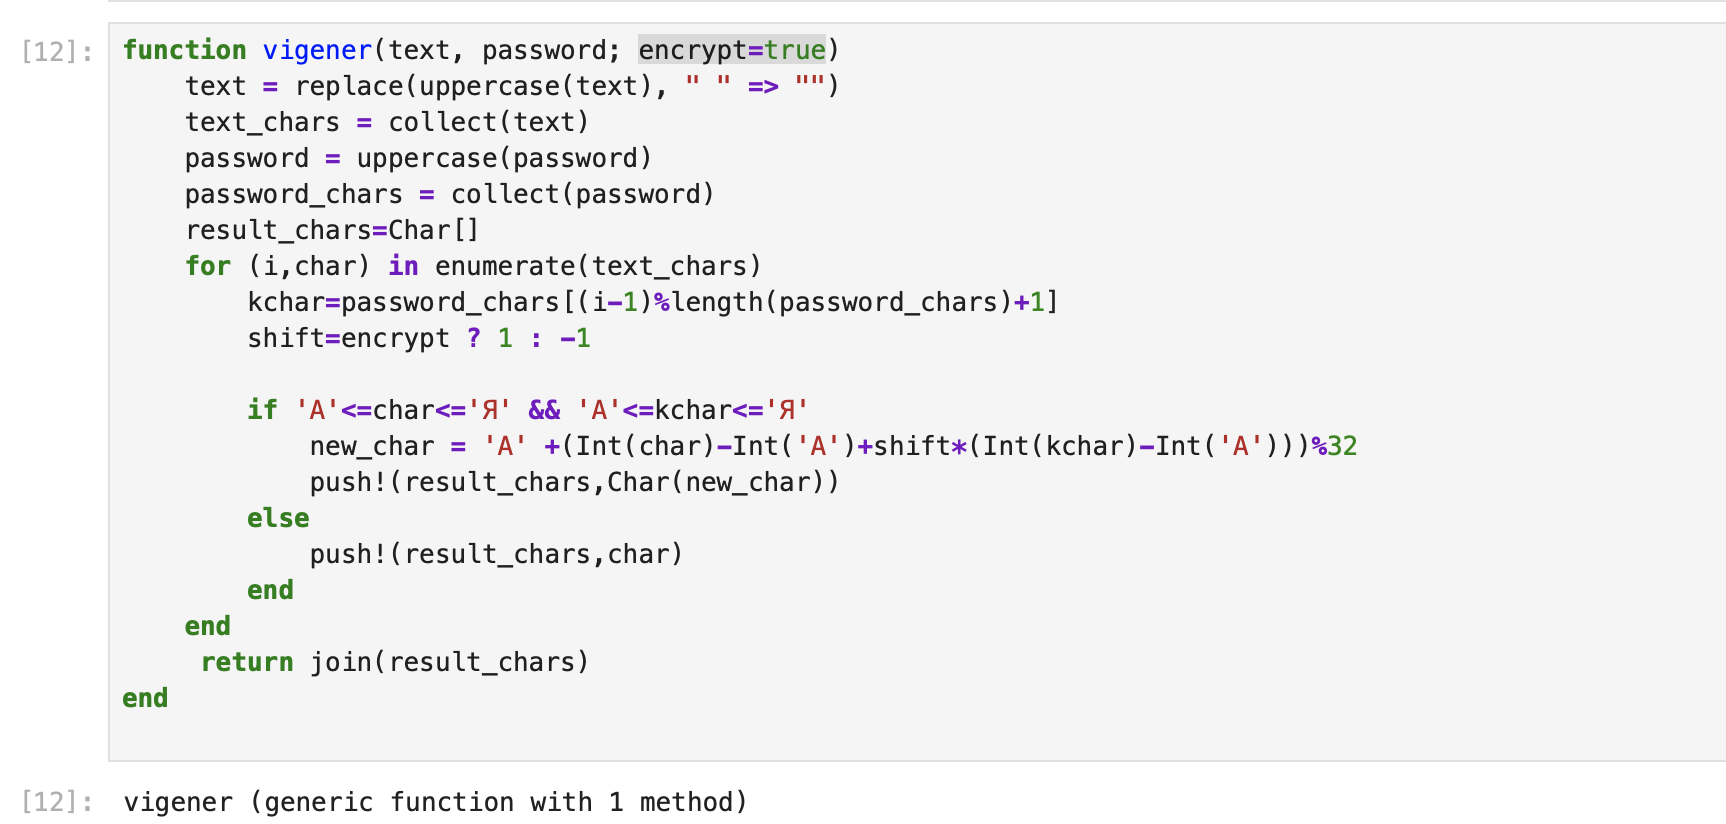 [12]: function vigener(text, password; encrypt=true)
    text = replace(uppercase(text), " " => "")
    text_chars = collect(text)
    password = uppercase(password)
    password_chars = collect(password)
    result_chars=Char[]
    for (i,char) in enumerate(text_chars)
        kchar=password_chars[(i-1)%length(password_chars)+1]
        shift=encrypt ? 1 : -1
        if 'А'<=char<='Я' && 'А'<=kchar<='Я'
            new_char = 'А' +(Int(char)-Int('А')+shift*(Int(kchar)-Int('А')))%32
            push!(result_chars,Char(new_char))
        else
            push!(result_chars,char)
        end
    end
     return join(result_chars)
end
[12]: vigener (generic function with 1 method)